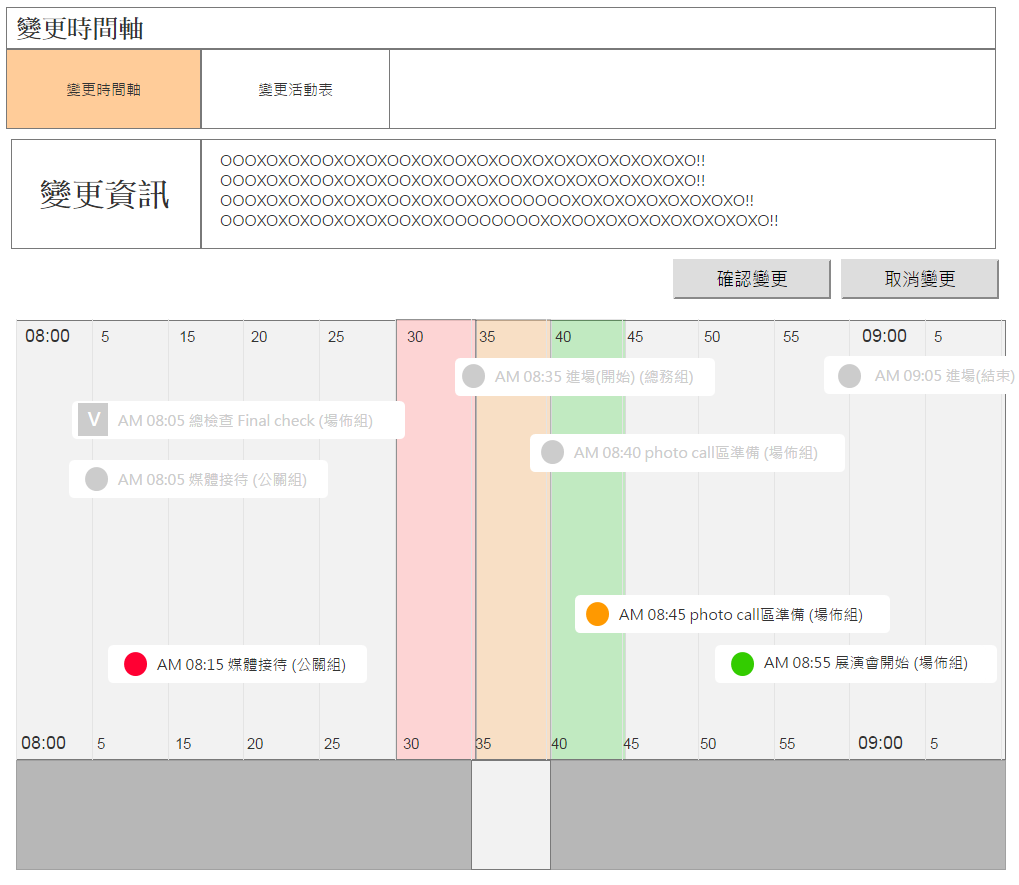 變更時間軸
變更時間軸
變更活動表
變更資訊
OOOXOXOXOOXOXOXOOXOXOOXOXOOXOXOXOXOXOXOXOXO!!
OOOXOXOXOOXOXOXOOXOXOOXOXOOXOXOXOXOXOXOXOXO!!
OOOXOXOXOOXOXOXOOXOXOOXOXOOOOOOXOXOXOXOXOXOXOXO!!
OOOXOXOXOOXOXOXOOXOXOOOOOOOOXOXOOXOXOXOXOXOXOXOXO!!
確認變更
取消變更
08:00 5 15 20 25 30 35 40 45 50 55 09:00 5
AM 08:35 進場(開始) (總務組)
AM 09:05 進場(結束)
V AM 08:05 總檢查 Final check (場佈組)
AM 08:40 photo call區準備 (場佈組)
AM 08:05 媒體接待 (公關組)
AM 08:45 photo call區準備 (場佈組)
AM 08:15 媒體接待 (公關組)
AM 08:55 展演會開始 (場佈組)
08:00 5 15 20 25 30 35 40 45 50 55 09:00 5